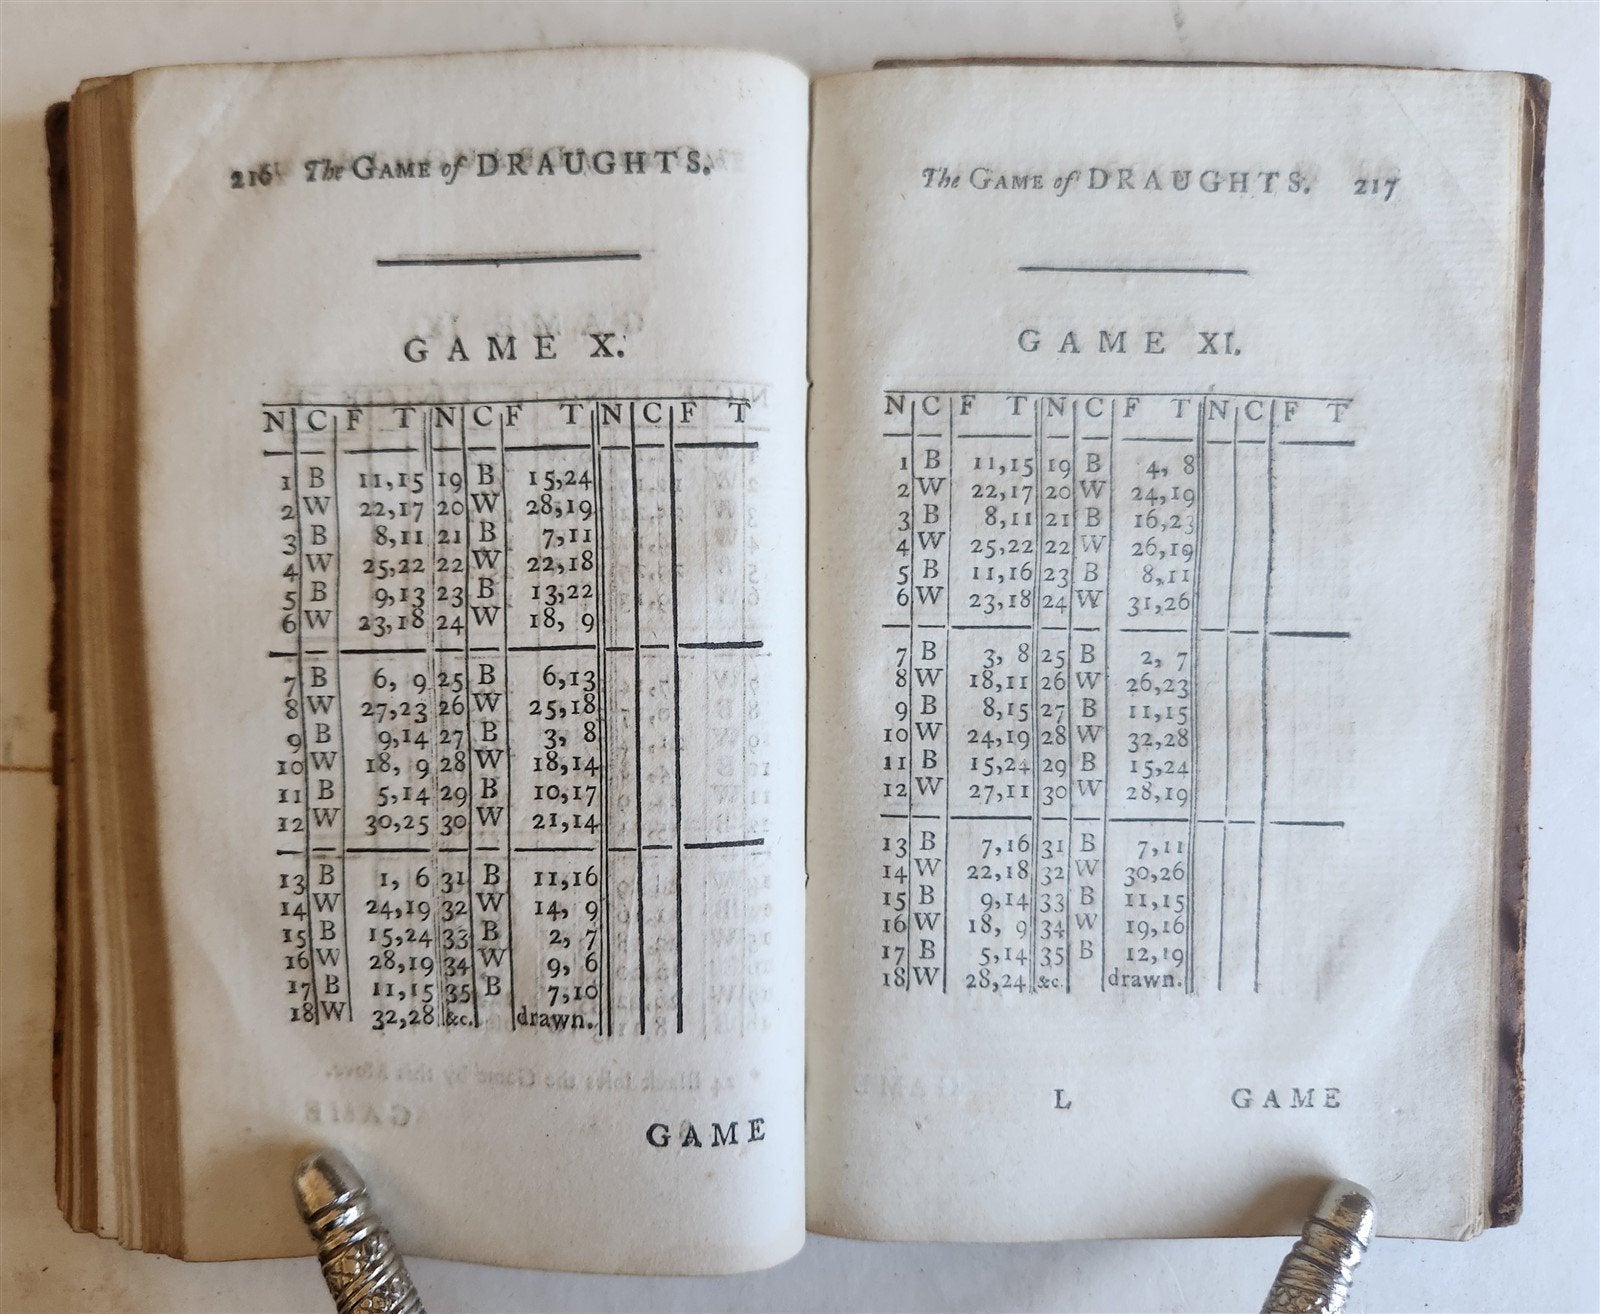 216 The GAME of DRAUGHTS.
GAME X.
N C F T N C F T N C F T
1 B 11,15 19 B 15,24
2 W 22,17 20 W 28,19
3 B 8,11 21 B 7,11
4 W 25,22 22 W 22,18
5 B 9,13 23 B 13,22
6 W 23,18 24 W 18, 9
7 B 6, 9 25 B 6,13
8 W 27,23 26 W 25,18
9 B 9,14 27 B 3, 8
10 W 18, 9 28 W 18,14
11 B 5,14 29 B 10,17
12 W 30,25 30 W 21,14
13 B 1, 6 31 B 11,16
14 W 24,19 32 W 14, 9
15 B 15,24 33 B 2, 7
16 W 28,19 34 W 9, 6
17 B 11,15 35 B 7,10
18 W 32,28 &c. drawn.
GAME
The GAME of DRAUGHTS. 217
GAME XI.
N C F T N C F T N C F T
1 B 11,15 19 B 4, 8
2 W 22,17 20 W 24,19
3 B 8,11 21 B 16,23
4 W 25,22 22 W 26,19
5 B 11,16 23 B 8,11
6 W 23,18 24 W 31,26
7 B 3, 8 25 B 2, 7
8 W 18,11 26 W 26,23
9 B 8,15 27 B 11,15
10 W 24,19 28 W 32,28
11 B 15,24 29 B 15,24
12 W 27,11 30 W 28,19
13 B 7,16 31 B 7,11
14 W 22,18 32 W 30,26
15 B 9,14 33 B 11,15
16 W 18, 9 34 W 19,16
17 B 5,14 35 B 12,19
18 W 28,24 &c. drawn.
L GAME